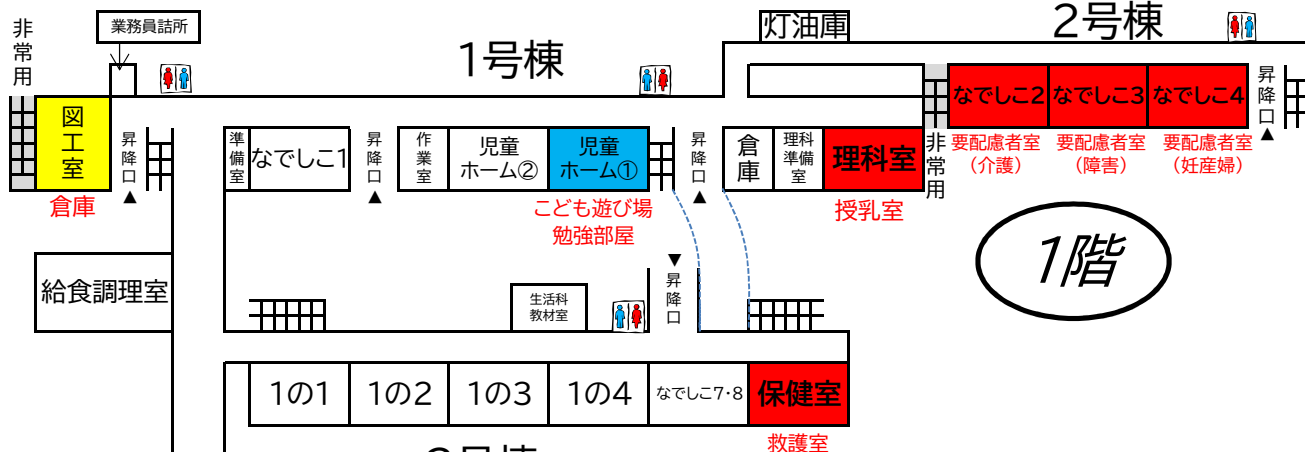 2号棟
灯油庫
業務員詰所
非常用
1号棟
図工室
昇降口
▲
倉庫
準備室
なでしこ1
昇降口
▲
作業室
児童
ホーム②
児童
ホーム①
こども遊び場
勉強部屋
昇降口
▲
倉庫
理科
準備室
理科室
授乳室
非常用
なでしこ2
なでしこ3
なでしこ4
要配慮者室
(介護)
要配慮者室
(障害)
要配慮者室
(妊産婦)
昇降口
▲
1階
給食調理室
生活科
教材室
▼
昇降口
1の1
1の2
1の3
1の4
なでしこ7・8
保健室
救護室
号棟